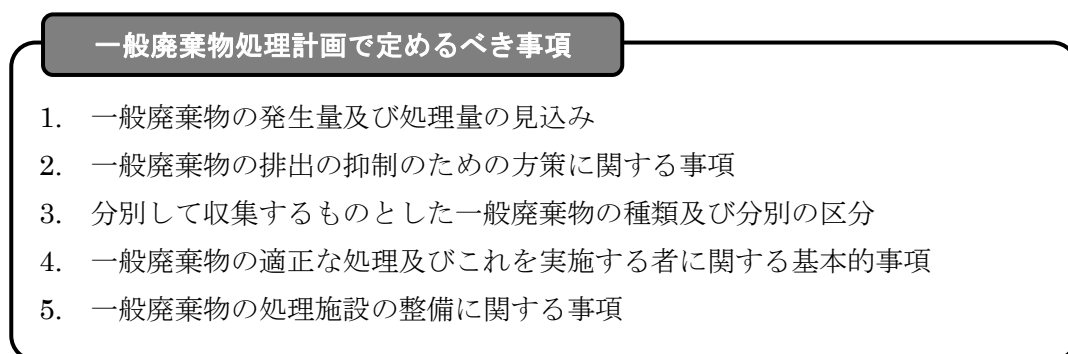 一般廃棄物処理計画で定めるべき事項
1. 一般廃棄物の発生量及び処理量の見込み
2. 一般廃棄物の排出の抑制のための方策に関する事項
3. 分別して収集するものとした一般廃棄物の種類及び分別の区分
4. 一般廃棄物の適正な処理及びこれを実施する者に関する基本的事項
5. 一般廃棄物の処理施設の整備に関する事項